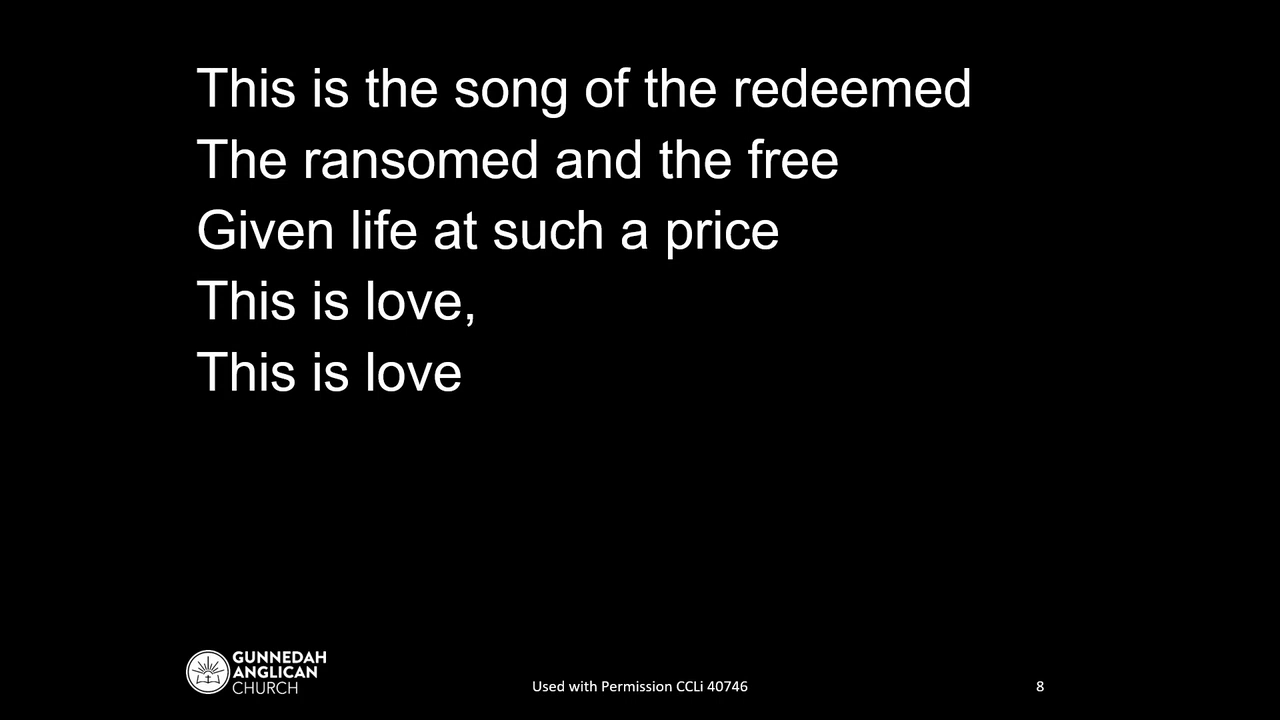 This is the song of the redeemed
The ransomed and the free
Given life at such a price
This is love,
This is love
GUNNEDAH
ANGLICAN
CHURCH
Used with Permission CCLi 40746
8